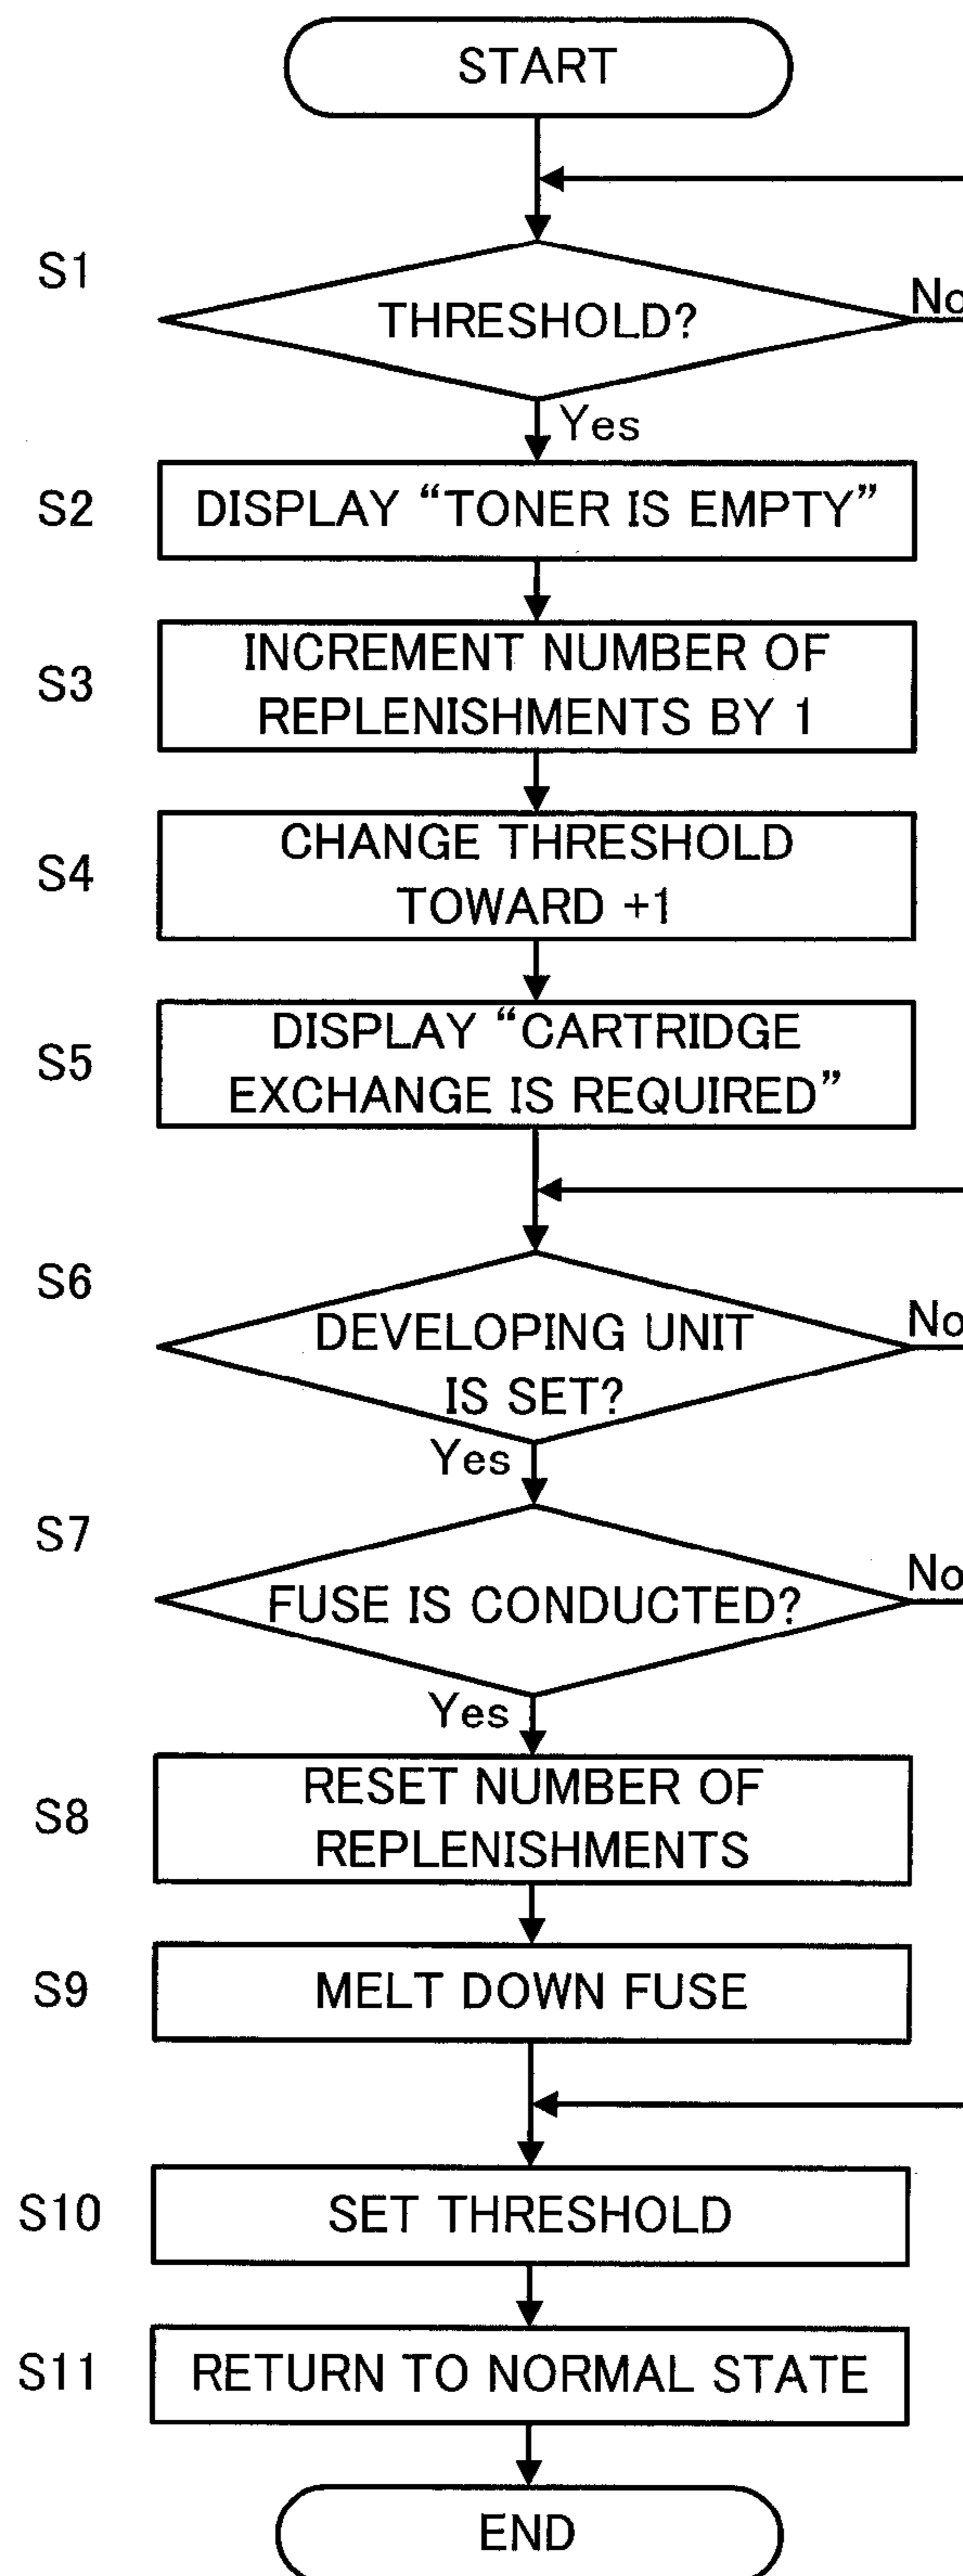 START
S1
THRESHOLD?
No
Yes
S2
DISPLAY “TONER IS EMPTY”
S3
INCREMENT NUMBER OF
REPLENISHMENTS BY 1
S4
CHANGE THRESHOLD
TOWARD +1
S5
DISPLAY “CARTRIDGE
EXCHANGE IS REQUIRED”
S6
DEVELOPING UNIT
IS SET?
No
Yes
S7
FUSE IS CONDUCTED?
No
Yes
S8
RESET NUMBER OF
REPLENISHMENTS
S9
MELT DOWN FUSE
S10
SET THRESHOLD
S11
RETURN TO NORMAL STATE
END